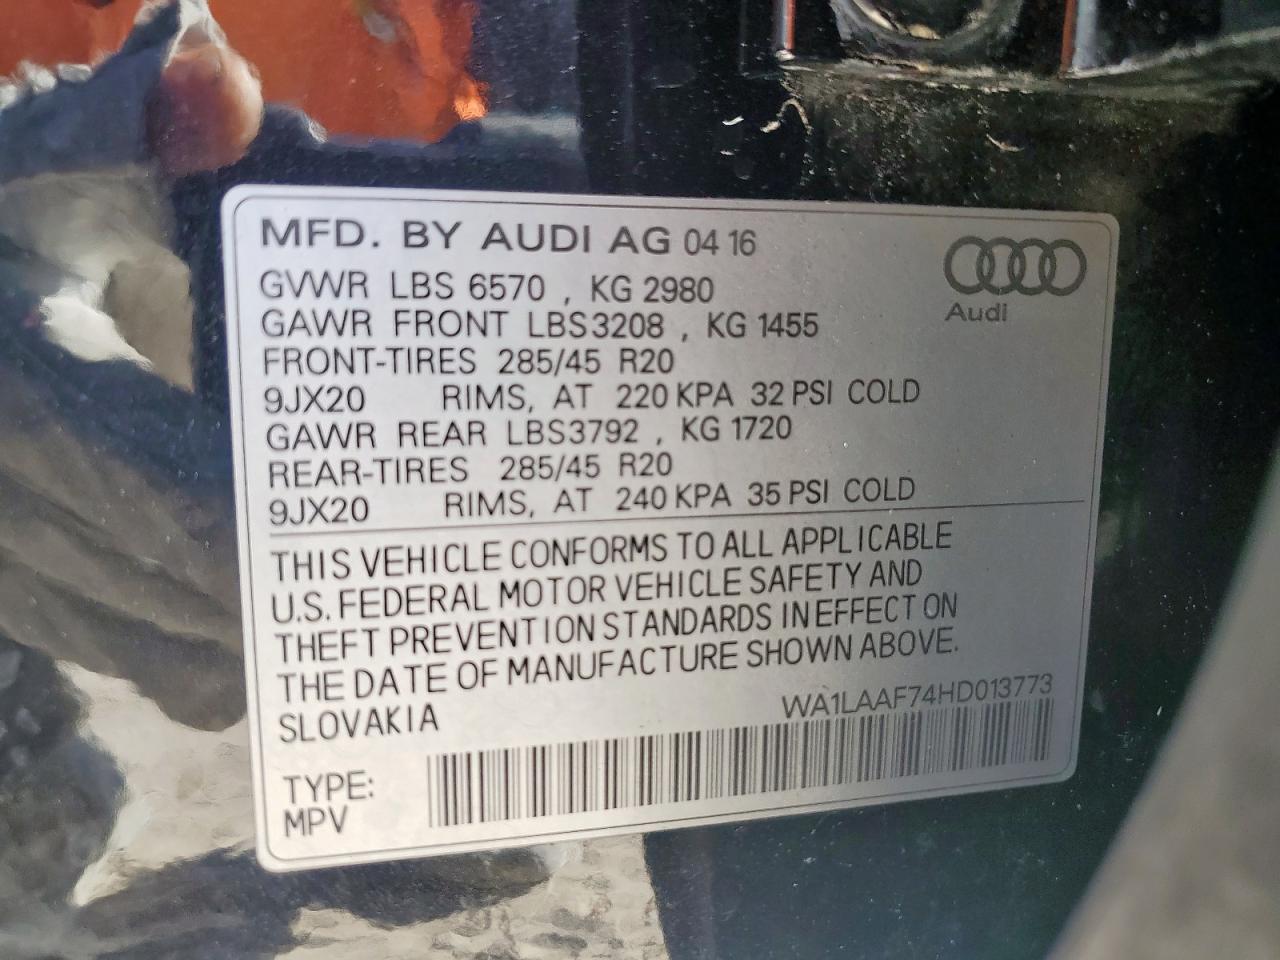 MFD. BY AUDI AG 04 16
GVWR LBS 6570 , KG 2980
GAWR FRONT LBS3208 , KG 1455
FRONT-TIRES 285/45 R20
9JX20 RIMS, AT 220 KPA 32 PSI COLD
GAWR REAR LBS3792 , KG 1720
REAR-TIRES 285/45 R20
9JX20 RIMS, AT 240 KPA 35 PSI COLD
Audi
THIS VEHICLE CONFORMS TO ALL APPLICABLE
U.S. FEDERAL MOTOR VEHICLE SAFETY AND
THEFT PREVENTION STANDARDS IN EFFECT ON
THE DATE OF MANUFACTURE SHOWN ABOVE.
SLOVAKIA
WA1LAAF74HD013773
TYPE:
MPV